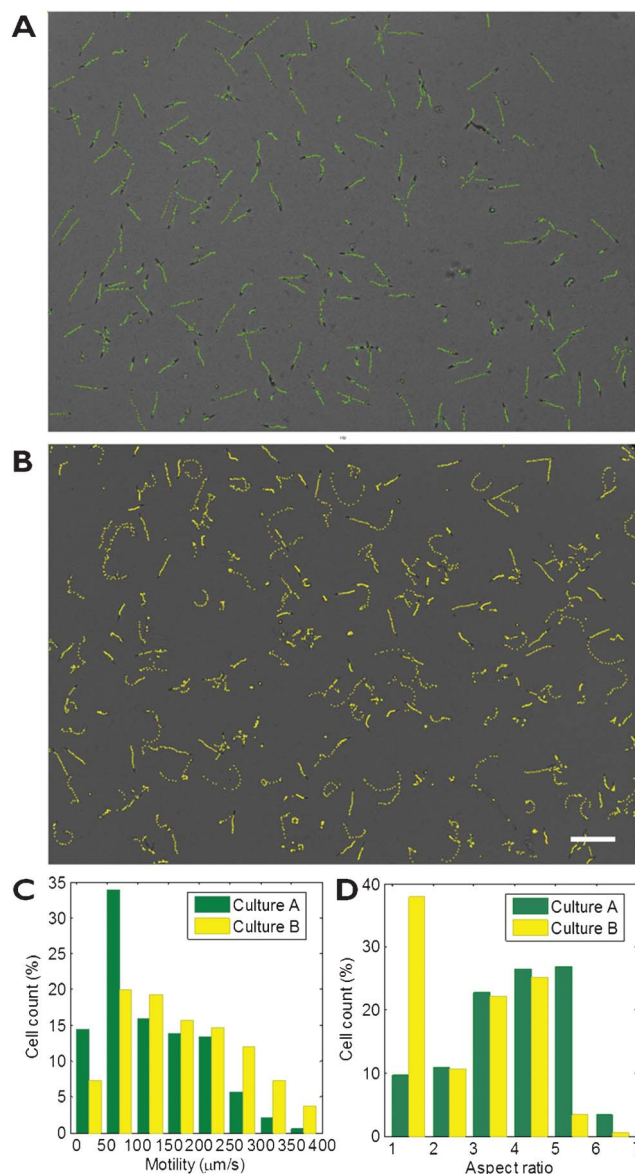 A
B
C
35
30
25
20
15
10
5
0
Cell count (%)
Culture A
Culture B
0 50 100 150 200 250 300 350 400
Motility (μm/s)
D
40
30
20
10
0
Cell count (%)
Culture A
Culture B
1 2 3 4 5 6 7
Aspect ratio